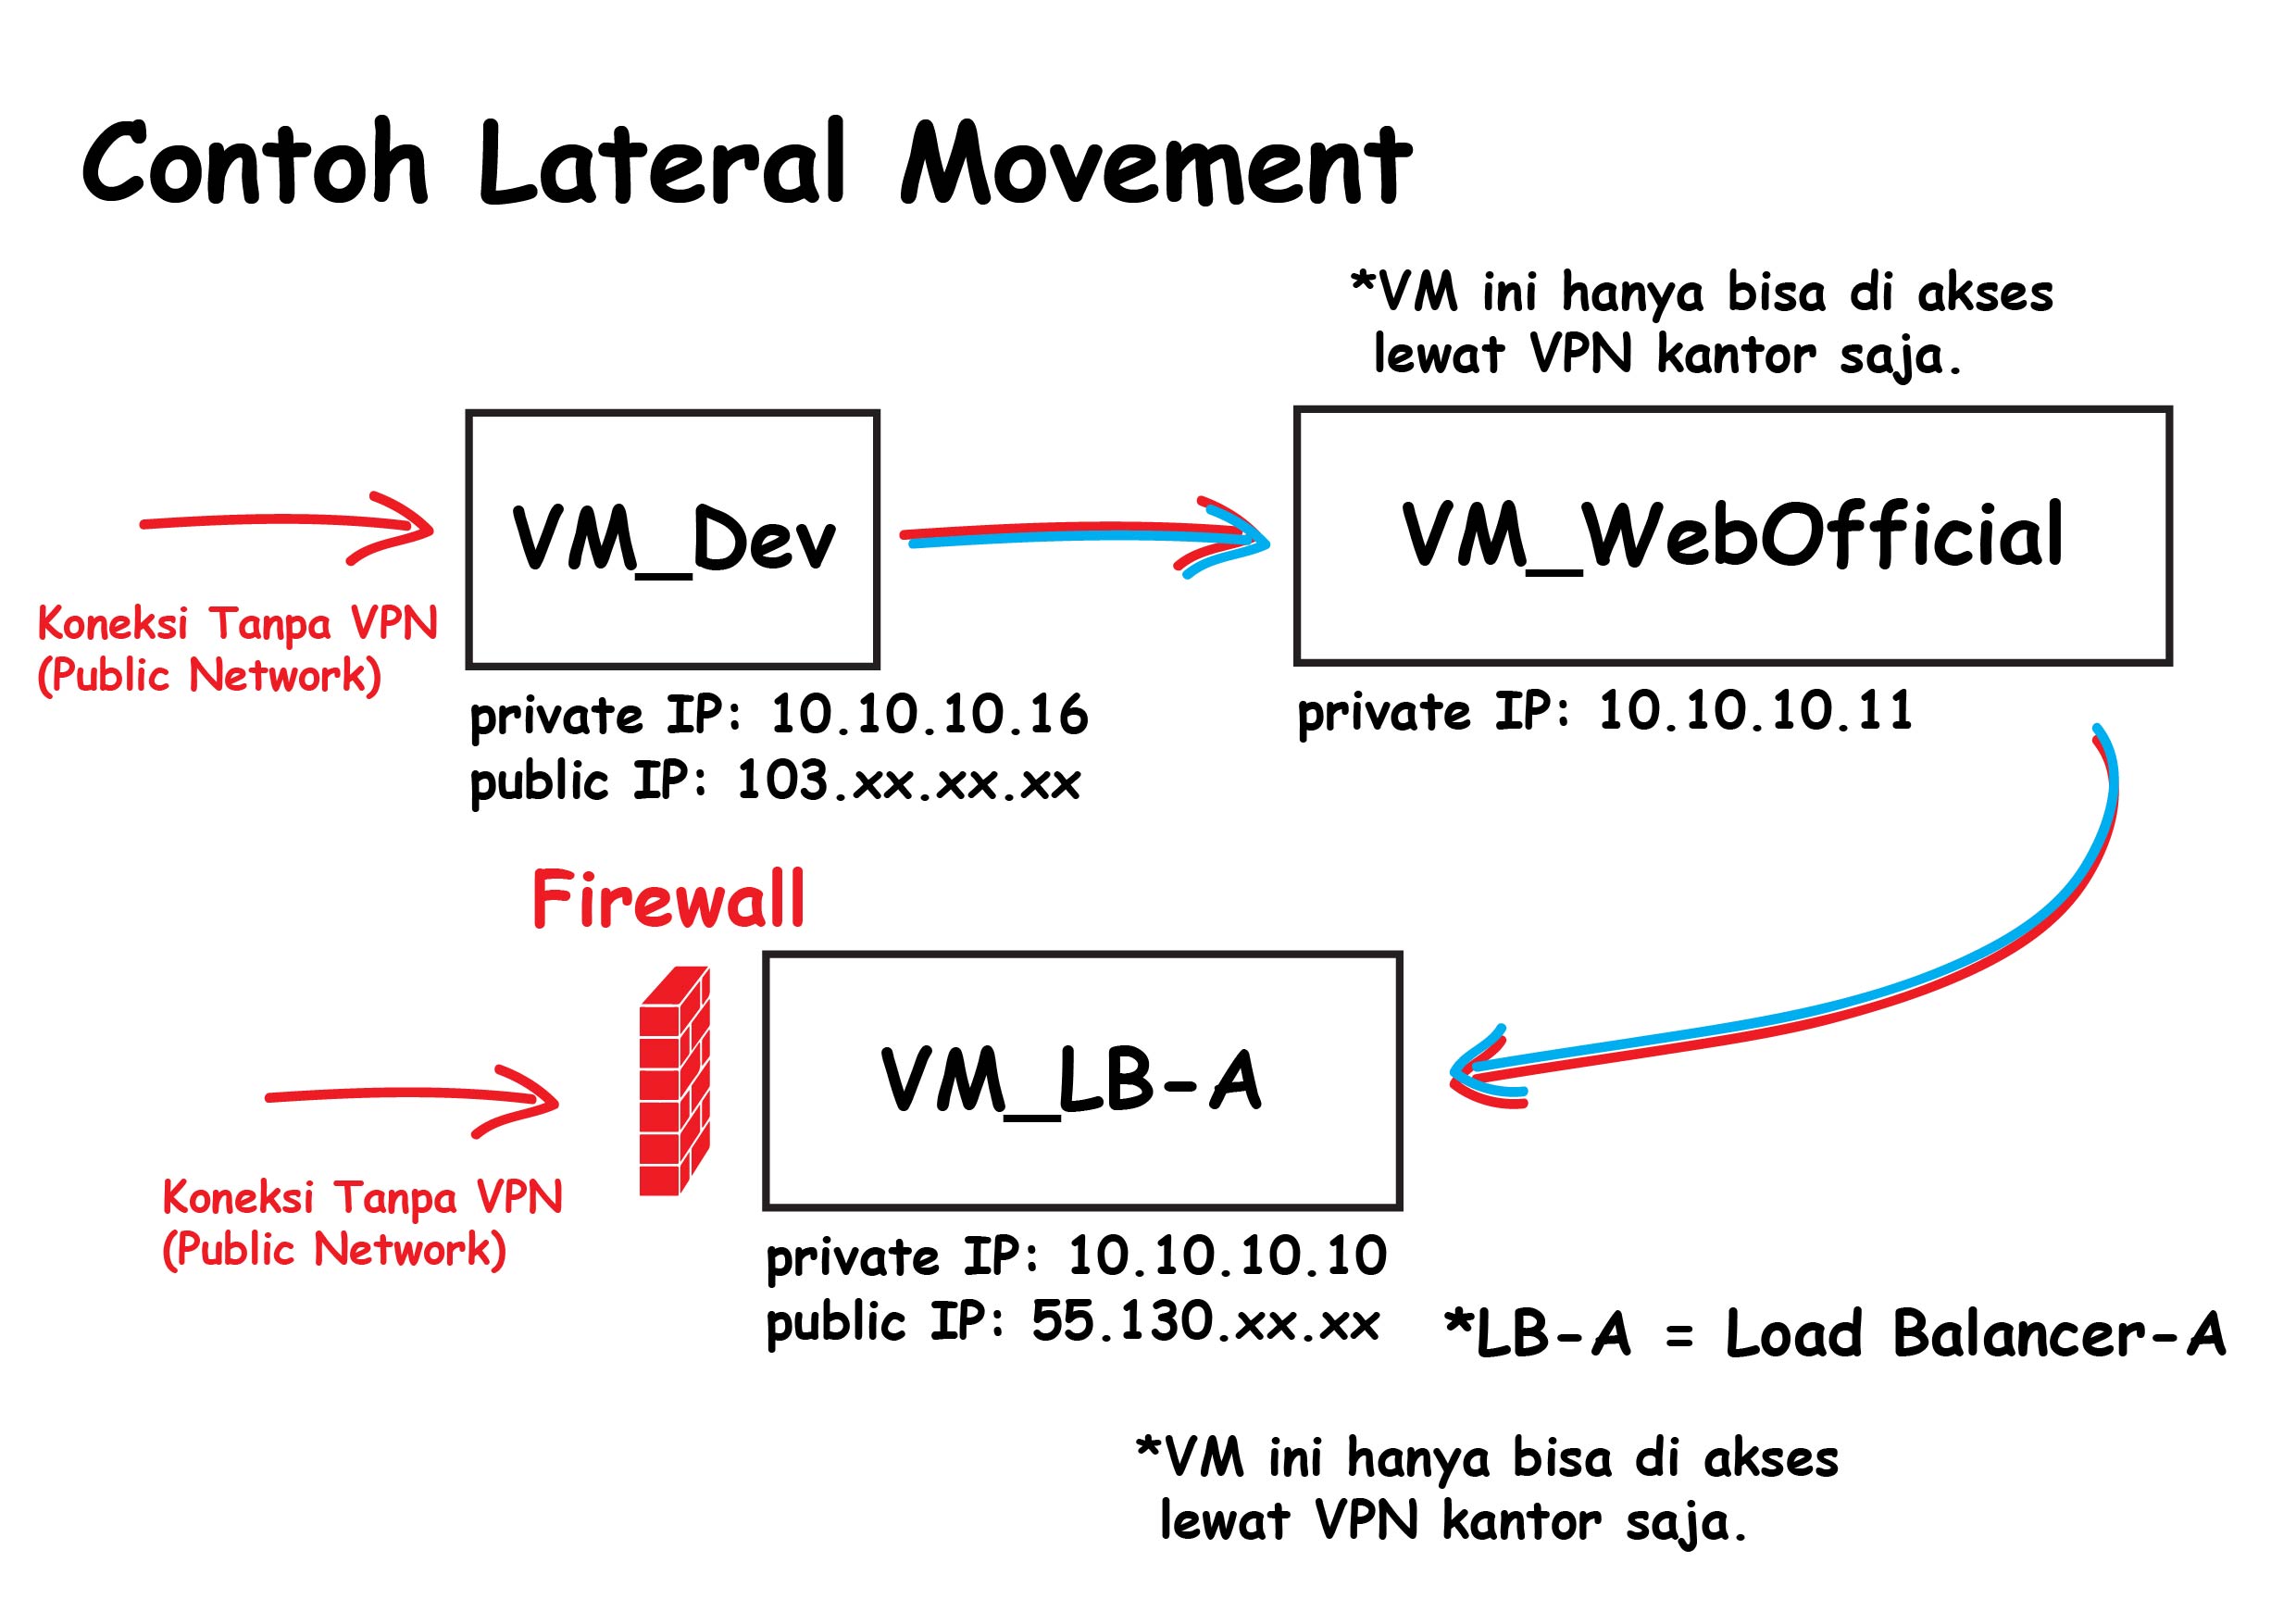 Contoh Lateral Movement
*VM ini hanya bisa di akses
lewat VPN kantor saja.
VM_Dev
VM_WebOfficial
Koneksi Tanpa VPN
(Public Network)
private IP: 10.10.10.16
public IP: 103.xx.xx.xx
private IP: 10.10.10.11
Firewall
VM_LB-A
Koneksi Tanpa VPN
(Public Network)
private IP: 10.10.10.10
public IP: 55.130.xx.xx
*LB-A = Load Balancer-A
*VM ini hanya bisa di akses
lewat VPN kantor saja.